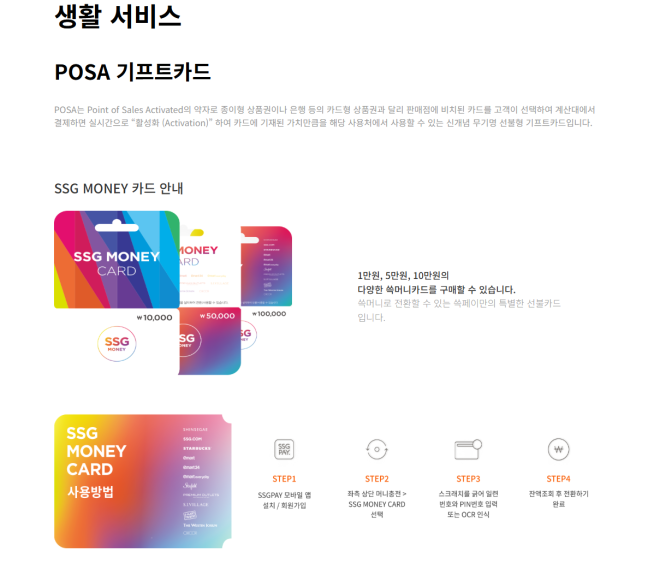 생활 서비스
POSA 기프트카드
POSA는 Point of Sales Activated의 약자로 종이형 상품권이나 은행 등의 카드형 상품권과 달리 판매점에 비치된 카드를 고객이 선택하여 계산대에서
결제하면 실시간으로 “활성화 (Activation)” 하여 카드에 기재된 가치만큼을 해당 사용처에서 사용할 수 있는 신개념 무기명 선불형 기프트카드입니다.
SSG MONEY 카드 안내
SSG MONEY
CARD
MONEY
ARD
₩10,000
₩50,000
₩100,000
SSG
MONEY
SG
SG
1만원, 5만원, 10만원의
다양한 쓱머니카드를 구매할 수 있습니다.
쓱머니로 전환할 수 있는 쓱페이만의 특별한 선불카드
입니다.
SSG
MONEY
CARD
사용방법
SHINSEGAE
SSG.COM
STARBUCKS
SSG
PAY.
STEP1
SSGPAY 모바일 앱
설치 / 회원가입
STEP2
좌측 상단 머니충전 >
SSG MONEY CARD
선택
STEP3
스크래치를 긁어 일련
번호와 PIN번호 입력
또는 OCR 인식
₩
STEP4
잔액조회 후 전환하기
완료